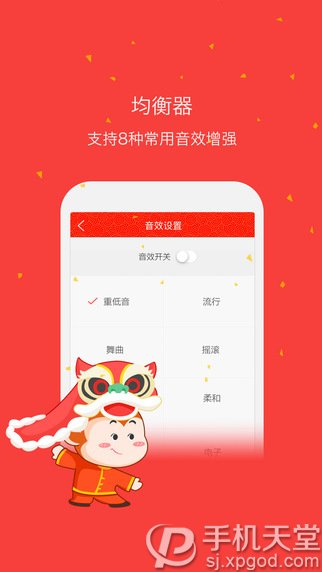 均衡器
支持8种常用音效增强
音效设置
音效开关
重低音 流行
舞曲 摇滚
柔和
电子
手机天堂
sj.xpgod.com